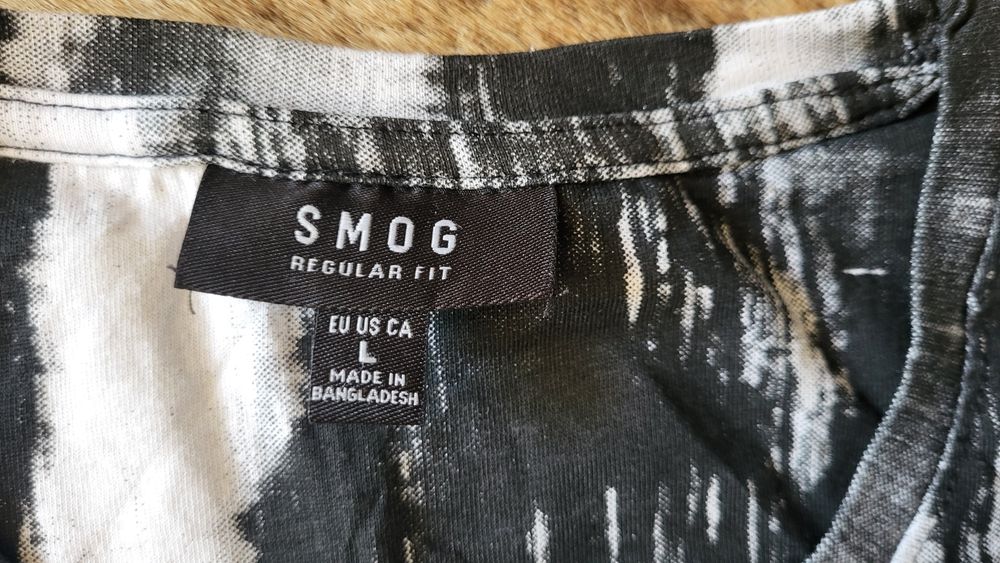 SMOG
REGULAR FIT
EU US CA
L
MADE IN
BANGLADESH